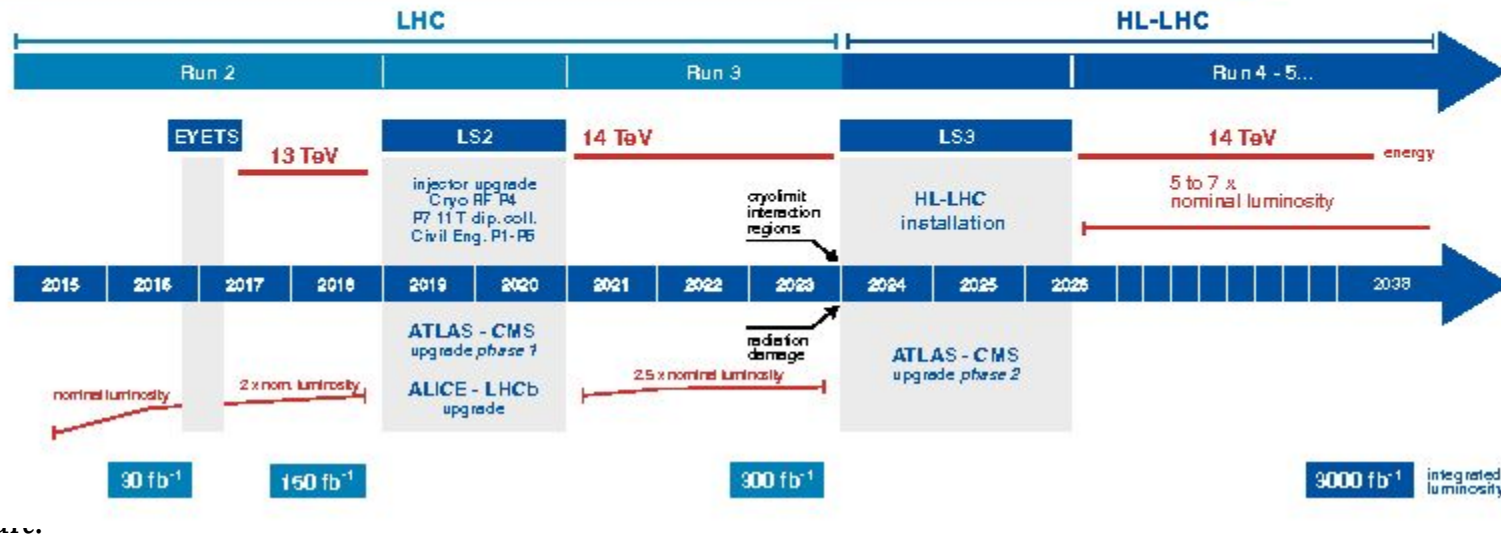 LHC
HL-LHC
Run 2
Run 3
Run 4 - 5...
EYETS
13 TeV
LS2
14 TeV
LS3
14 TeV
energy
injector upgrade
Cryo RF P4
P7 11 T dip. coll.
Civil Eng. P1-P5
cryolimit
interaction
regions
HL-LHC
installation
5 to 7 x
nominal luminosity
2015 2016 2017 2018 2019 2020 2021 2022 2023 2024 2025 2026 2038
ATLAS - CMS
upgrade phase 1
ALICE - LHCb
upgrade
radiation
damage
ATLAS - CMS
upgrade phase 2
nominal luminosity
2 x nom. luminosity
2.5 x nominal luminosity
30 fb⁻¹
150 fb⁻¹
300 fb⁻¹
3000 fb⁻¹
integrated
luminosity